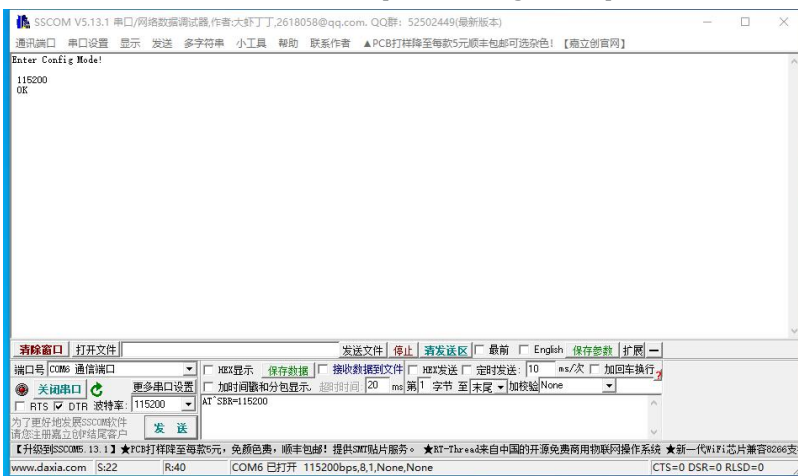 SSCOM V5.13.1 串口/网络数据调试器,作者:大虾丁丁,2618058@qq.com. QQ群: 52502449(最新版本)
通讯端口 串口设置 显示 发送 多字符串 小工具 帮助 联系作者 ▲PCB打样降至每款5元顺丰包邮可选杂色!【嘉立创官网】
Enter Config Mode!
115200
OK
清除窗口 打开文件 发送文件 停止 清发送区 最前 English 保存参数 扩展 —
端口号 COM6 通信端口 HEX显示 保存数据 接收数据到文件 HEX发送 定时发送: 10 ms/次 加回车换行
关闭串口 更多串口设置 加时间戳和分包显示, 超时时间: 20 ms 第 1 字节 至 末尾 加校验 None
RTS DTR 波特率: 115200 AT^SBR=115200
为了更好地发展SSCOM软件
请您注册嘉立创F结尾客户
发 送
【升级到SSCOM5.13.1】★PCB打样降至每款5元,免颜色费,顺丰包邮!提供SMT贴片服务。 ★RT-Thread来自中国的开源免费商用物联网操作系统 ★新一代WiFi芯片兼容8266支
www.daxia.com S:22 R:40 COM6 已打开 115200bps,8,1,None,None CTS=0 DSR=0 RLSD=0